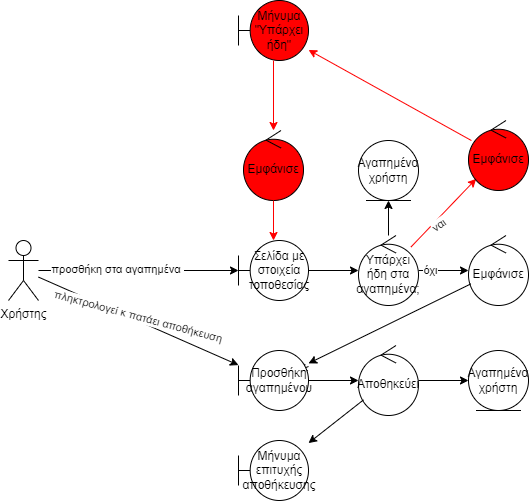 Μήνυμα
"Υπάρχει
ήδη"
Εμφάνισε
Αγαπημένα
χρήστη
Εμφάνισε
ναι
Χρήστης
προσθήκη στα αγαπημένα
Σελίδα με
στοιχεία
τοποθεσίας
Υπάρχει
ήδη στα
αγαπημένα;
όχι
Εμφάνισε
πληκτρολογεί κ πατάει αποθήκευση
Προσθήκη
αγαπημένου
Αποθηκεύει
Αγαπημένα
χρήστη
Μήνυμα
επιτυχής
αποθήκευσης